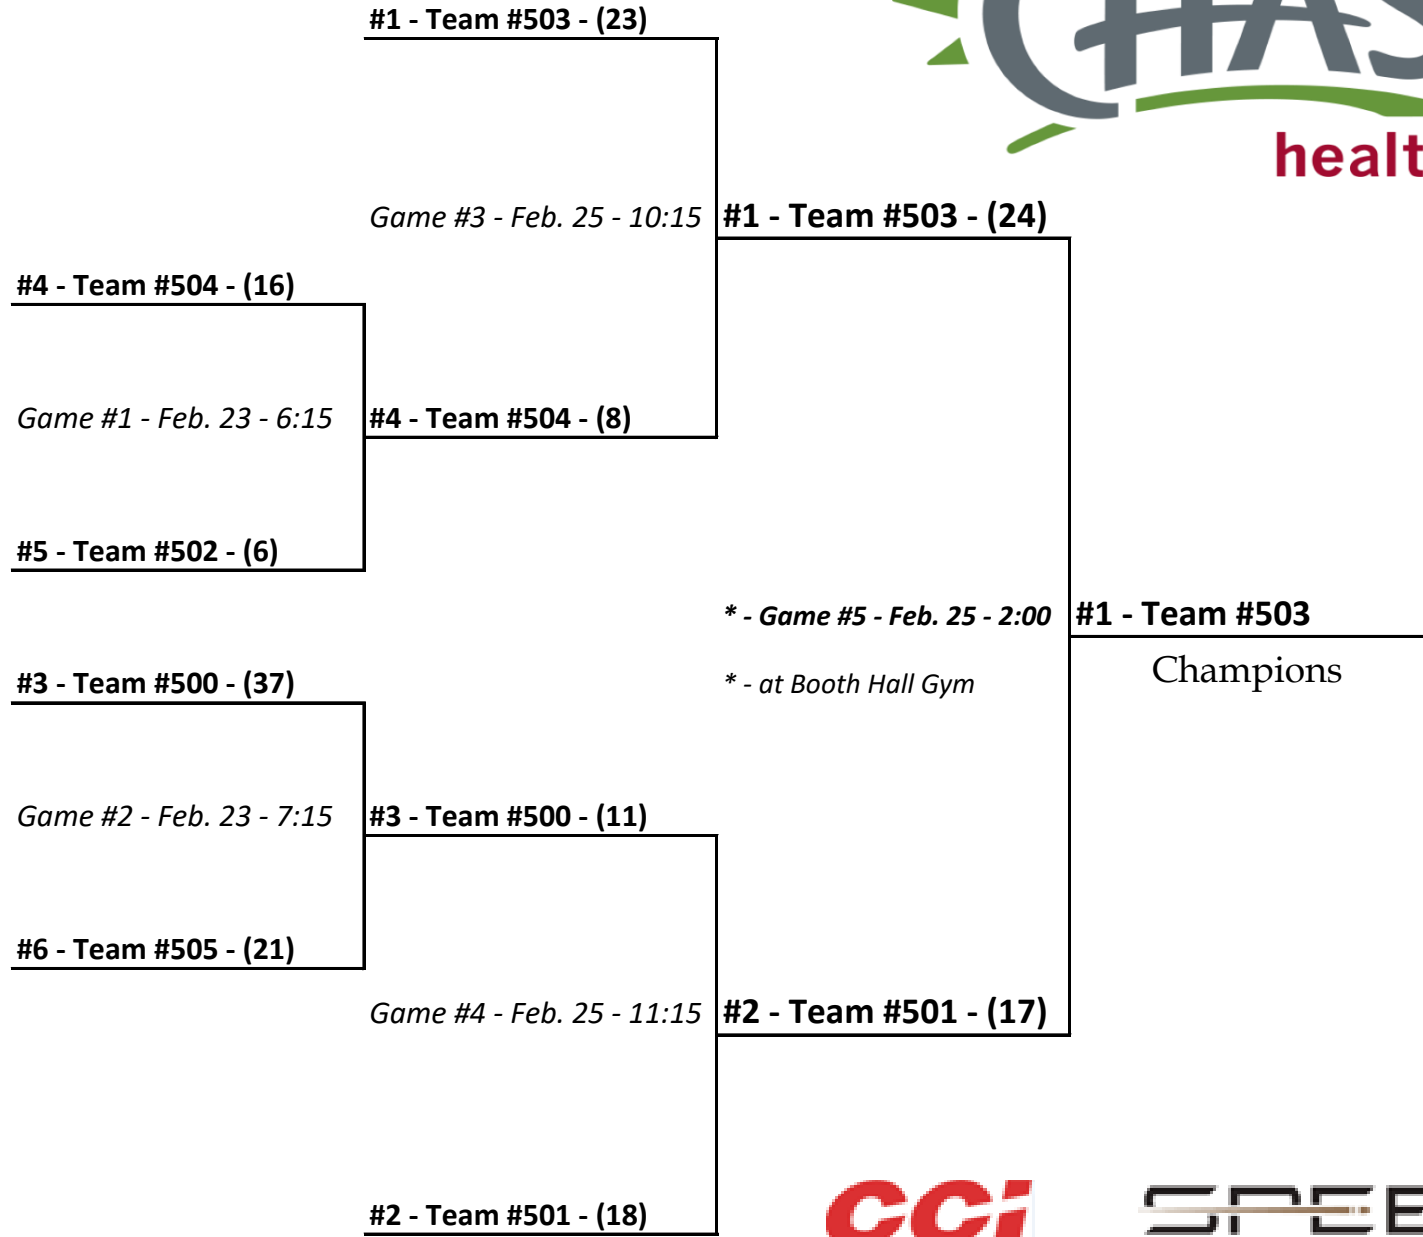 #1 - Team #503 - (23)
CHAS
healt
Game #3 - Feb. 25 - 10:15
#1 - Team #503 - (24)
#4 - Team #504 - (16)
Game #1 - Feb. 23 - 6:15
#4 - Team #504 - (8)
#5 - Team #502 - (6)
* - Game #5 - Feb. 25 - 2:00
#1 - Team #503
Champions
#3 - Team #500 - (37)
* - at Booth Hall Gym
Game #2 - Feb. 23 - 7:15
#3 - Team #500 - (11)
#6 - Team #505 - (21)
Game #4 - Feb. 25 - 11:15
#2 - Team #501 - (17)
#2 - Team #501 - (18)
CCI
SPEE